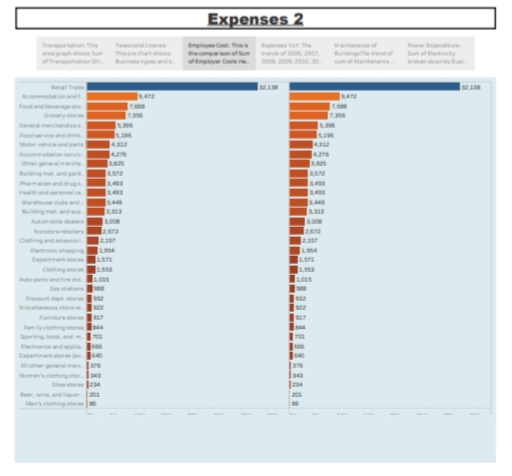 Expenses 2
Transportation: This
area graph shows Sum
of Transportation Sh..
Taxes and Licence
This pie chart shows
Business types and s..
Employee Cost: This is
the comparison of Sum
of Employer Costs He..
Expenses YoY: The
trends of 2006, 2007,
2008, 2009, 2010, 20..
Maintenance of
Buildings: The trend of
sum of Maintenance ..
Power Expenditure:
Sum of Electricity
broken down by Busi..
Retail Trade 52,138 52,138
Accommodation and f.. 9,472 9,472
Food and beverage sto.. 7,688 7,688
Grocery stores 7,356 7,356
General merchandise s.. 5,396 5,396
Food service and drink.. 5,196 5,196
Motor vehicle and parts 4,312 4,312
Accommodation servic.. 4,276 4,276
Other general mercha.. 3,825 3,825
Building mat. and gard.. 3,572 3,572
Pharmacies and drug s.. 3,493 3,493
Health and personal ca.. 3,493 3,493
Warehouse clubs and .. 3,449 3,449
Building mat. and sup.. 3,313 3,313
Automobile dealers 3,008 3,008
Nonstore retailers 2,672 2,672
Clothing and accessori.. 2,157 2,157
Electronic shopping 1,954 1,954
Department stores 1,571 1,571
Clothing stores 1,553 1,553
Auto parts and tire sto.. 1,015 1,015
Gas stations 988 988
Discount dept. stores 932 932
Miscellaneous store re.. 922 922
Furniture stores 917 917
Family clothing stores 844 844
Sporting, book, and m.. 701 701
Electronics and applia.. 666 666
Department stores (ex.. 640 640
All other general merc.. 376 376
Women's clothing stor.. 343 343
Shoe stores 234 234
Beer, wine, and liquor .. 201 201
Men's clothing stores 86 86